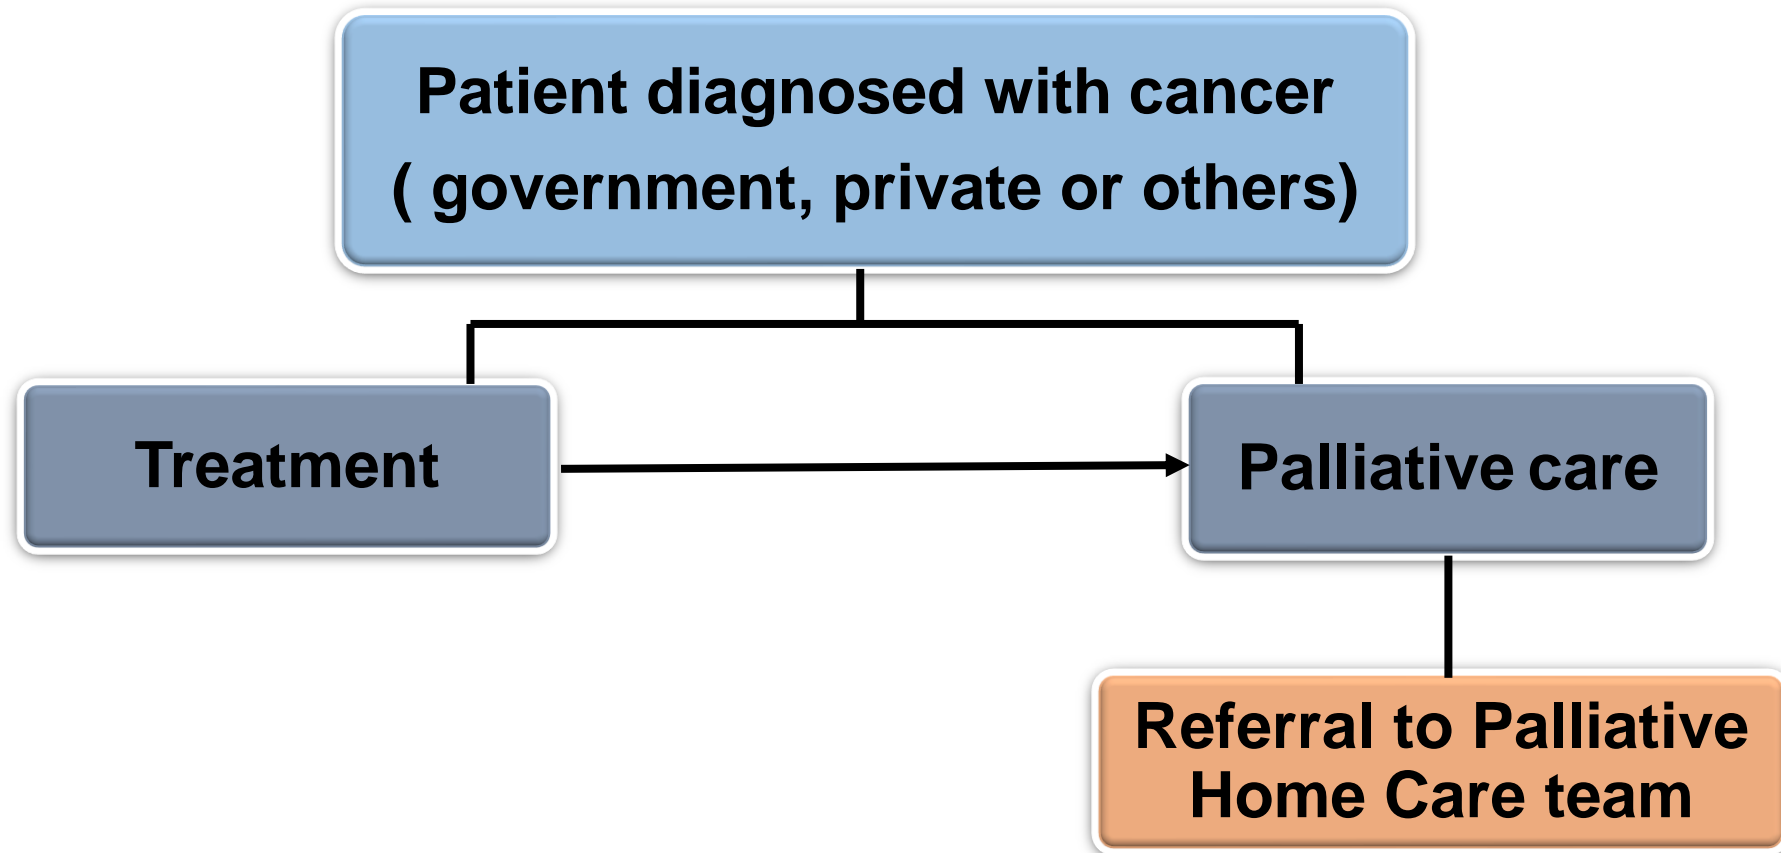 Patient diagnosed with cancer
( government, private or others)
Treatment
Palliative care
Referral to Palliative
Home Care team